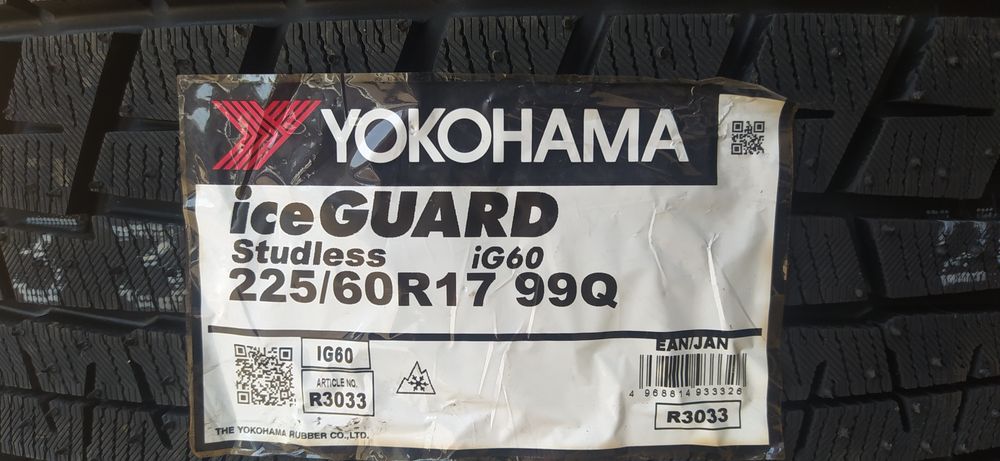 YOKOHAMA
iceGUARD
Studless iG60
225/60R17 99Q
IG60
ARTICLE NO.
R3033
THE YOKOHAMA RUBBER CO.,LTD.
EAN/JAN
4 968814 933326
R3033